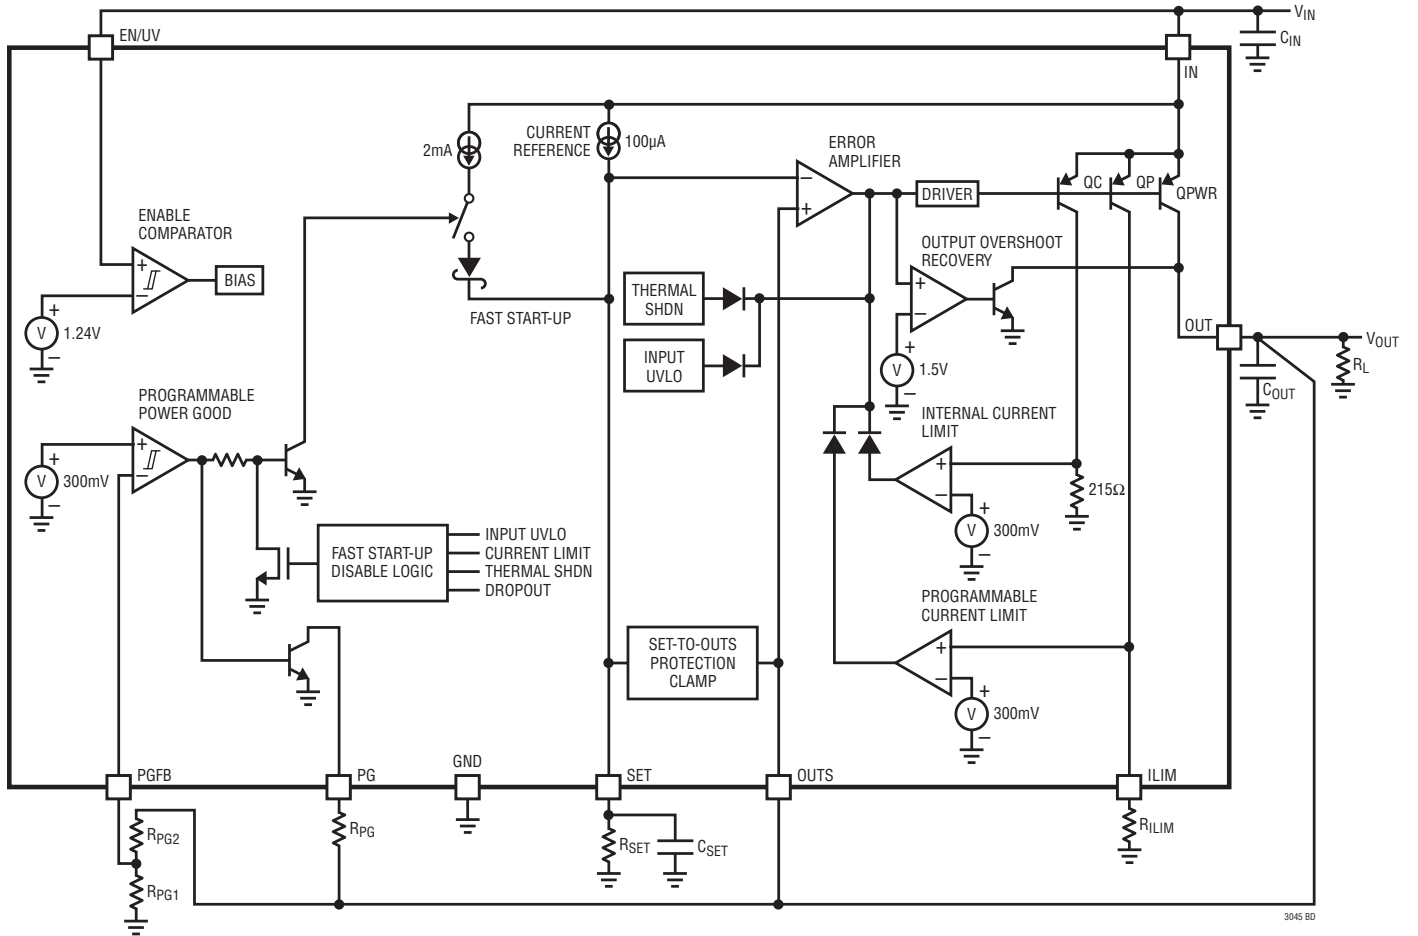 EN/UV
VIN
CIN
IN
2mA
CURRENT
REFERENCE
100µA
ERROR
AMPLIFIER
−
+
DRIVER
QC
QP
QPWR
ENABLE
COMPARATOR
+
−
BIAS
+
V
1.24V
−
FAST START-UP
THERMAL
SHDN
INPUT
UVLO
OUTPUT OVERSHOOT
RECOVERY
+
−
+
V
1.5V
−
OUT
VOUT
COUT
RL
PROGRAMMABLE
POWER GOOD
+
−
+
V
300mV
−
INTERNAL CURRENT
LIMIT
+
−
215Ω
+
V
300mV
−
FAST START-UP
DISABLE LOGIC
INPUT UVLO
CURRENT LIMIT
THERMAL SHDN
DROPOUT
PROGRAMMABLE
CURRENT LIMIT
+
−
+
V
300mV
−
SET-TO-OUTS
PROTECTION
CLAMP
PGFB
PG
GND
SET
OUTS
ILIM
RPG2
RPG1
RPG
RSET
CSET
RILIM
3045 BD